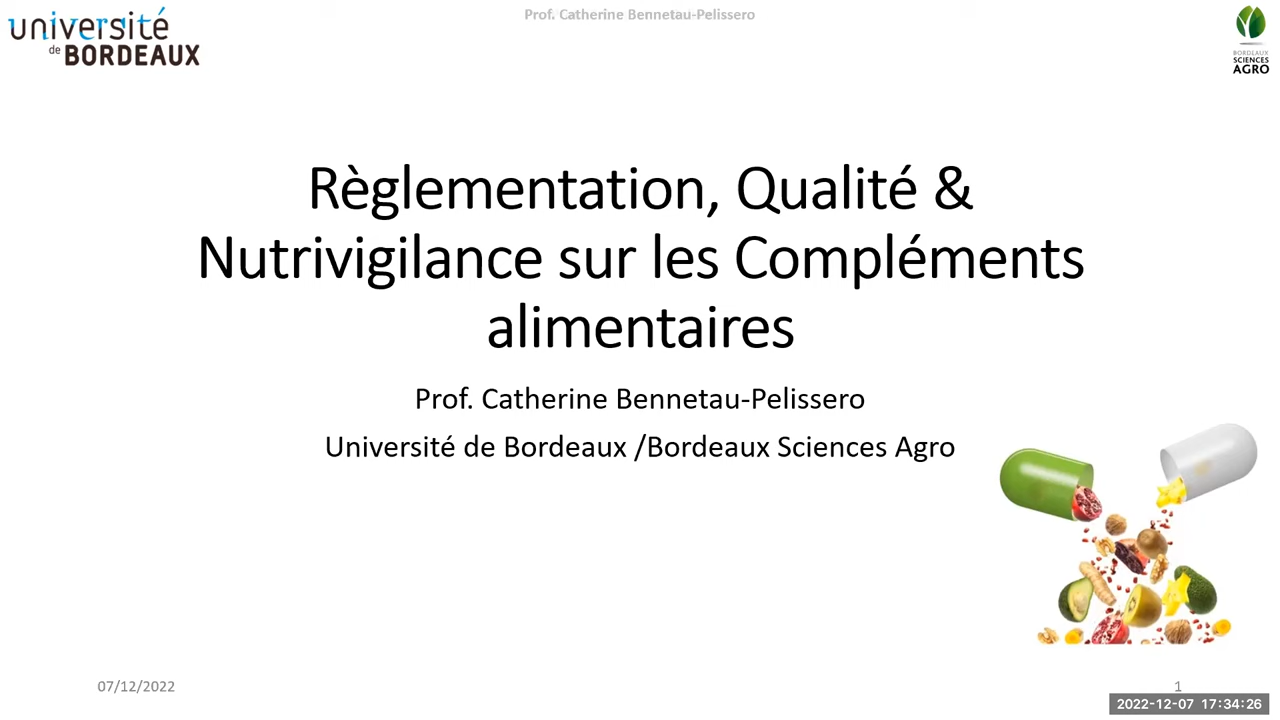 Prof. Catherine Bennetau-Pelissero
université
de BORDEAUX
BORDEAUX
SCIENCES
AGRO
Règlementation, Qualité &
Nutrivigilance sur les Compléments
alimentaires
Prof. Catherine Bennetau-Pelissero
Université de Bordeaux /Bordeaux Sciences Agro
07/12/2022
1
2022-12-07 17:34:26